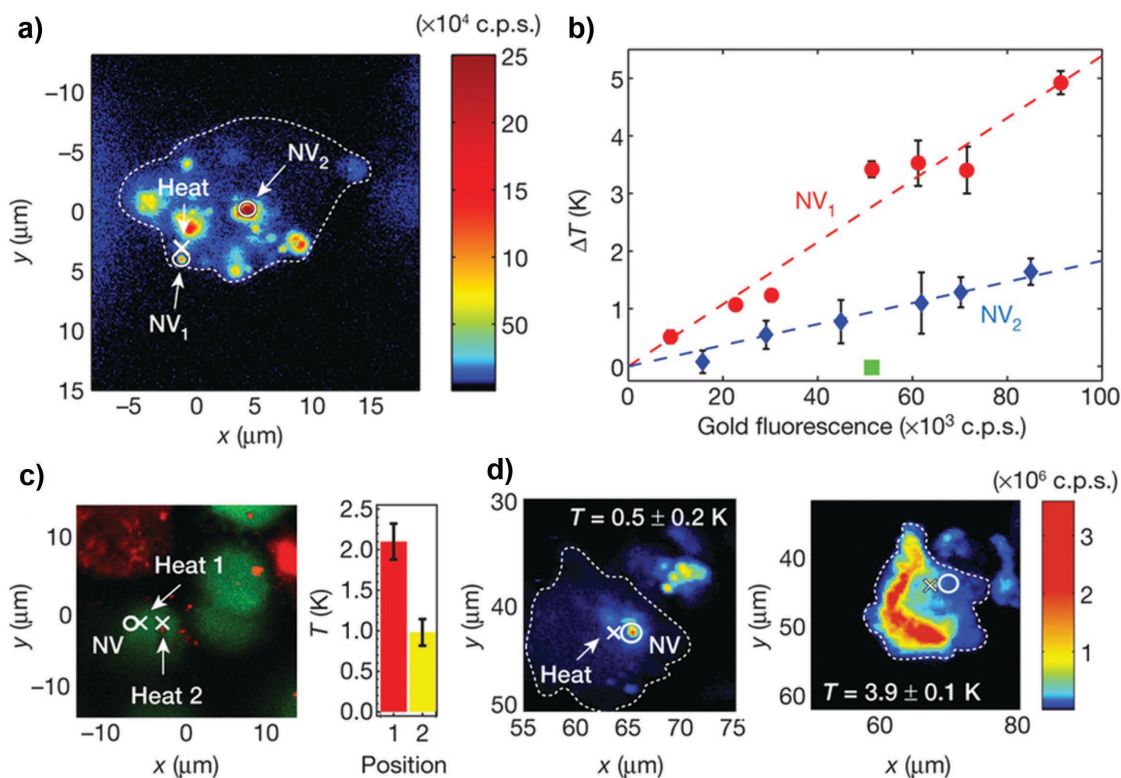 a)
(×10⁴ c.p.s.)
−10
−5
0
5
10
15
y (μm)
−5
0
5
10
15
x (μm)
Heat
NV₂
NV₁
25
20
15
10
50
b)
5
4
3
2
1
0
ΔT (K)
NV₁
NV₂
0
20
40
60
80
100
Gold fluorescence (×10³ c.p.s.)
c)
10
0
−10
y (μm)
Heat 1
NV
Heat 2
−10
0
10
x (μm)
2.5
2.0
1.5
1.0
0.5
0.0
T (K)
1
2
Position
d)
30
40
50
y (μm)
T = 0.5 ± 0.2 K
Heat
NV
55
65
75
x (μm)
40
50
60
y (μm)
T = 3.9 ± 0.1 K
60
80
x (μm)
(×10⁶ c.p.s.)
3
2
1